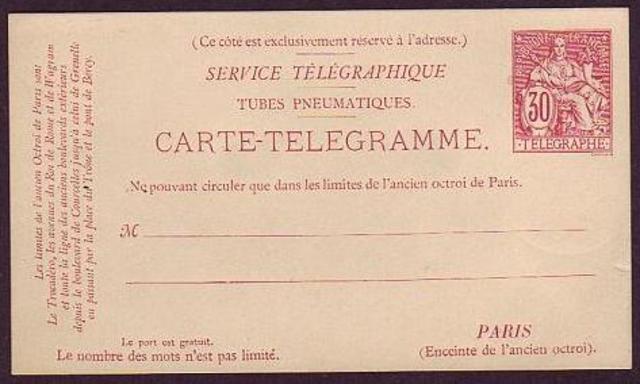 (Ce côté est exclusivement réservé à l'adresse.)
SERVICE TÉLÉGRAPHIQUE
TUBES PNEUMATIQUES.
CARTE-TELEGRAMME.
Ne pouvant circuler que dans les limites de l'ancien octroi de Paris.
M
PARIS
(Enceinte de l'ancien octroi).
Le port est gratuit.
Le nombre des mots n'est pas limité.
Les limites de l'ancien Octroi de Paris sont
Le Trocadéro, les avenues du Roi de Rome et de Wagram
et toute la ligne des anciens boulevards extérieurs
depuis le boulevard de Courcelles jusqu'à celui de Grenelle
en passant par la place du Trône et le pont de Bercy.
30
TELEGRAPHE